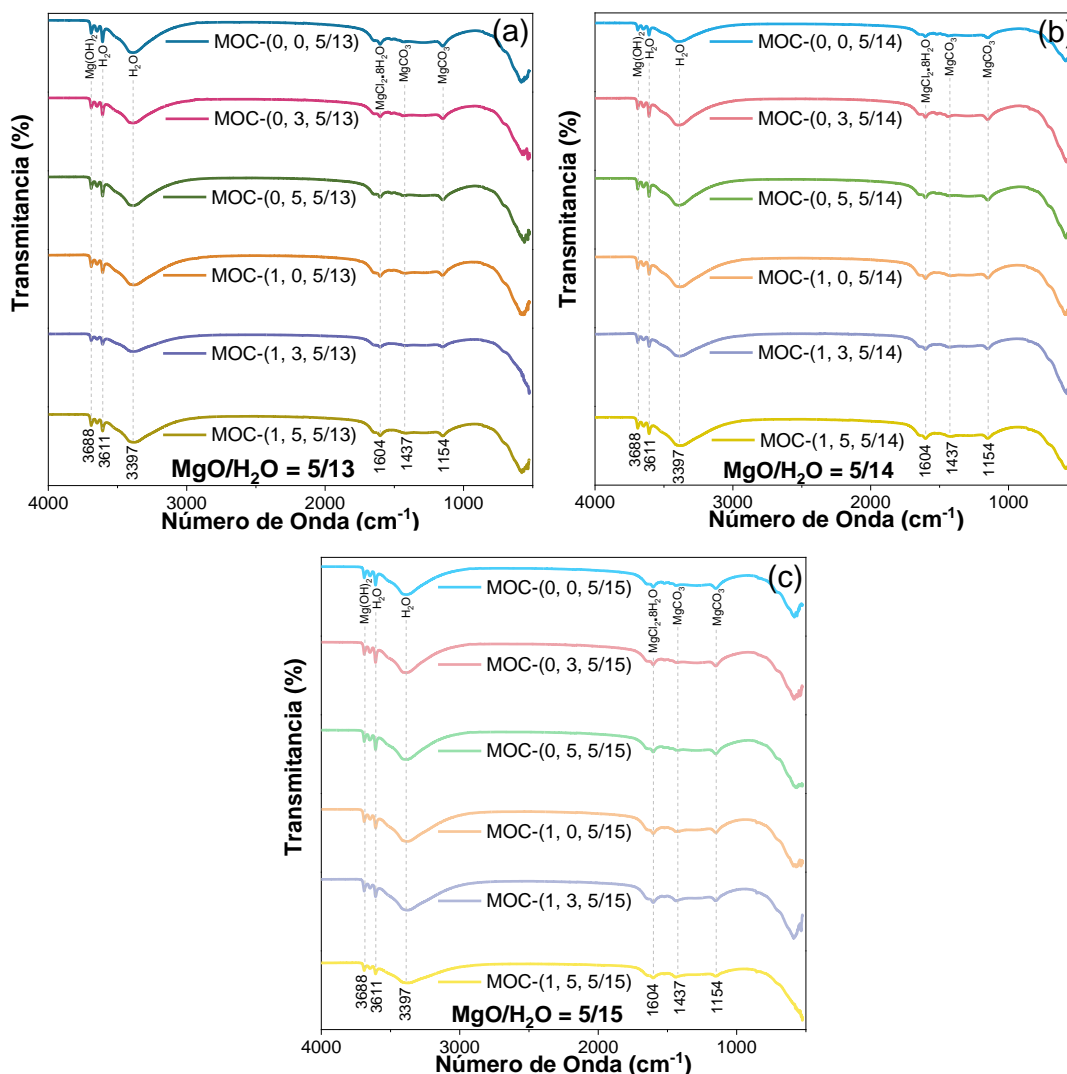 (a)
Mg(OH)₂
H₂O
H₂O
MgCl₂•8H₂O
MgCO₃
MgCO₃
MOC-(0, 0, 5/13)
MOC-(0, 3, 5/13)
MOC-(0, 5, 5/13)
MOC-(1, 0, 5/13)
MOC-(1, 3, 5/13)
MOC-(1, 5, 5/13)
3688
3611
3397
1604
1437
1154
MgO/H₂O = 5/13
4000 3000 2000 1000
Número de Onda (cm⁻¹)
Transmitancia (%)
(b)
Mg(OH)₂
H₂O
H₂O
MgCl₂•8H₂O
MgCO₃
MgCO₃
MOC-(0, 0, 5/14)
MOC-(0, 3, 5/14)
MOC-(0, 5, 5/14)
MOC-(1, 0, 5/14)
MOC-(1, 3, 5/14)
MOC-(1, 5, 5/14)
3688
3611
3397
1604
1437
1154
MgO/H₂O = 5/14
4000 3000 2000 1000
Número de Onda (cm⁻¹)
Transmitancia (%)
(c)
Mg(OH)₂
H₂O
H₂O
MgCl₂•8H₂O
MgCO₃
MgCO₃
MOC-(0, 0, 5/15)
MOC-(0, 3, 5/15)
MOC-(0, 5, 5/15)
MOC-(1, 0, 5/15)
MOC-(1, 3, 5/15)
MOC-(1, 5, 5/15)
3688
3611
3397
1604
1437
1154
MgO/H₂O = 5/15
4000 3000 2000 1000
Número de Onda (cm⁻¹)
Transmitancia (%)